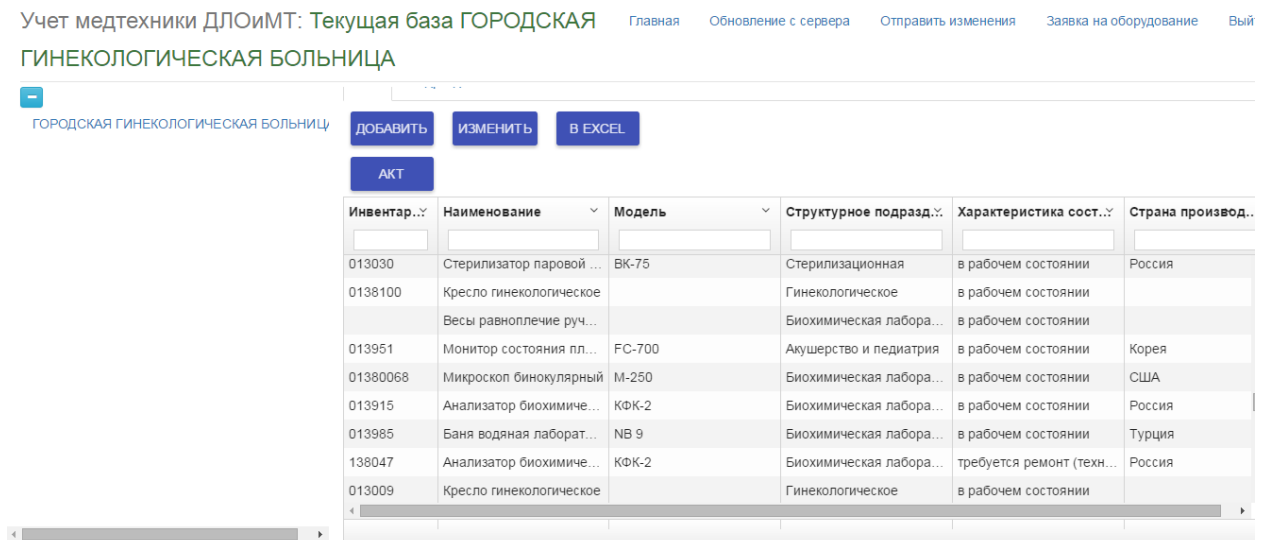 Учет медтехники ДЛОиМТ: Текущая база ГОРОДСКАЯ ГИНЕКОЛОГИЧЕСКАЯ БОЛЬНИЦА
Главная Обновление с сервера Отправить изменения Заявка на оборудование Вый
ГОРОДСКАЯ ГИНЕКОЛОГИЧЕСКАЯ БОЛЬНИЦА
ДОБАВИТЬ ИЗМЕНИТЬ В EXCEL
АКТ
Инвентар... Наименование Модель Структурное подразд... Характеристика сост... Страна производ...
013030 Стерилизатор паровой ... ВК-75 Стерилизационная в рабочем состоянии Россия
0138100 Кресло гинекологическое Гинекологическое в рабочем состоянии
Весы равноплечие руч... Биохимическая лабора... в рабочем состоянии
013951 Монитор состояния пл... FC-700 Акушерство и педиатрия в рабочем состоянии Корея
01380068 Микроскоп бинокулярный М-250 Биохимическая лабора... в рабочем состоянии США
013915 Анализатор биохимиче... КФК-2 Биохимическая лабора... в рабочем состоянии Россия
013985 Баня водяная лаборат... NB 9 Биохимическая лабора... в рабочем состоянии Турция
138047 Анализатор биохимиче... КФК-2 Биохимическая лабора... требуется ремонт (техн... Россия
013009 Кресло гинекологическое Гинекологическое в рабочем состоянии